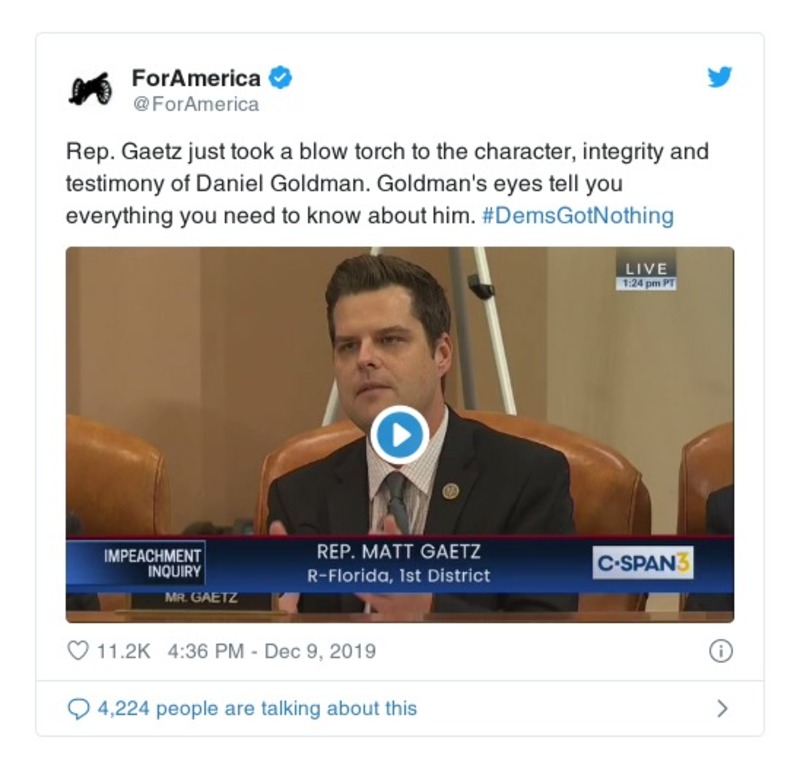 ForAmerica
@ForAmerica
Rep. Gaetz just took a blow torch to the character, integrity and
testimony of Daniel Goldman. Goldman's eyes tell you
everything you need to know about him. #DemsGotNothing
LIVE
1:24 pm PT
IMPEACHMENT
INQUIRY
REP. MATT GAETZ
R-Florida, 1st District
C-SPAN3
MR. GAETZ
11.2K 4:36 PM - Dec 9, 2019
4,224 people are talking about this